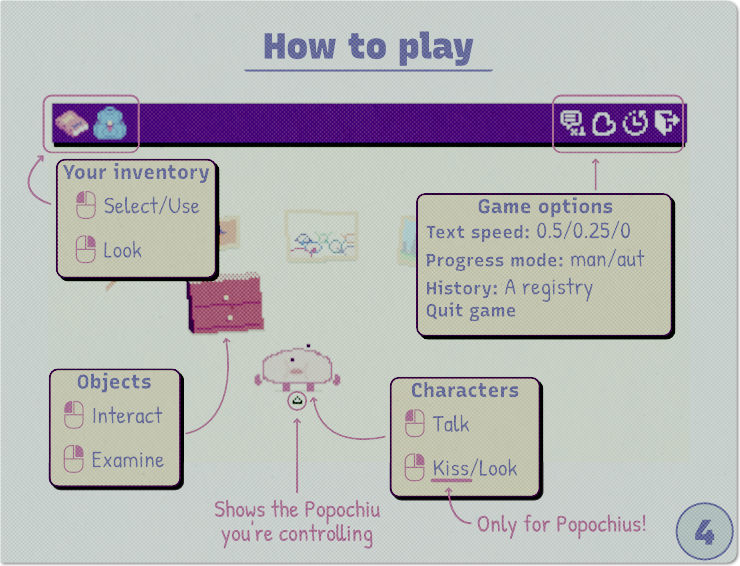 How to play
x1
Your inventory
Select/Use
Look
Game options
Text speed: 0.5/0.25/0
Progress mode: man/aut
History: A registry
Quit game
Objects
Interact
Examine
Characters
Talk
Kiss/Look
Shows the Popochiu
you're controlling
Only for Popochius!
4